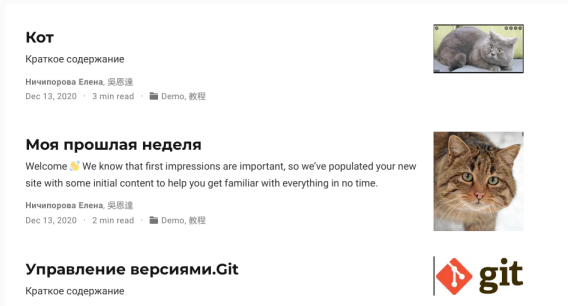 Кот
Краткое содержание
Ничипорова Елена, 吳恩達
Dec 13, 2020 · 3 min read · Demo, 教程
Моя прошлая неделя
Welcome 👋 We know that first impressions are important, so we've populated your new
site with some initial content to help you get familiar with everything in no time.
Ничипорова Елена, 吳恩達
Dec 13, 2020 · 2 min read · Demo, 教程
Управление версиями.Git
git
Краткое содержание